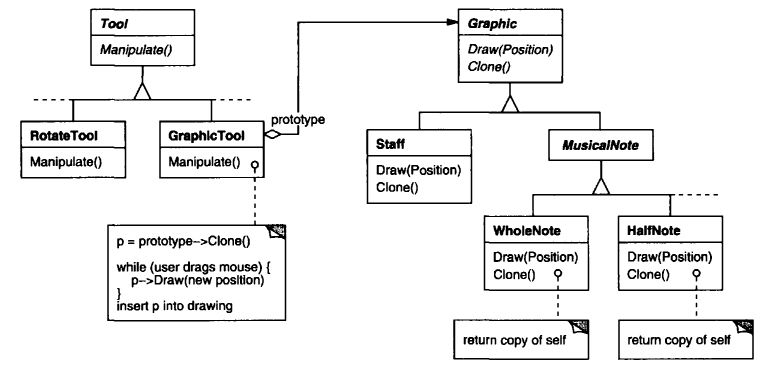 Tool
Manipulate()
RotateTool
Manipulate()
GraphicTool
Manipulate()
prototype
p = prototype–>Clone()
while (user drags mouse) {
p–>Draw(new position)
}
insert p into drawing
Graphic
Draw(Position)
Clone()
Staff
Draw(Position)
Clone()
MusicalNote
WholeNote
Draw(Position)
Clone()
HalfNote
Draw(Position)
Clone()
return copy of self
return copy of self